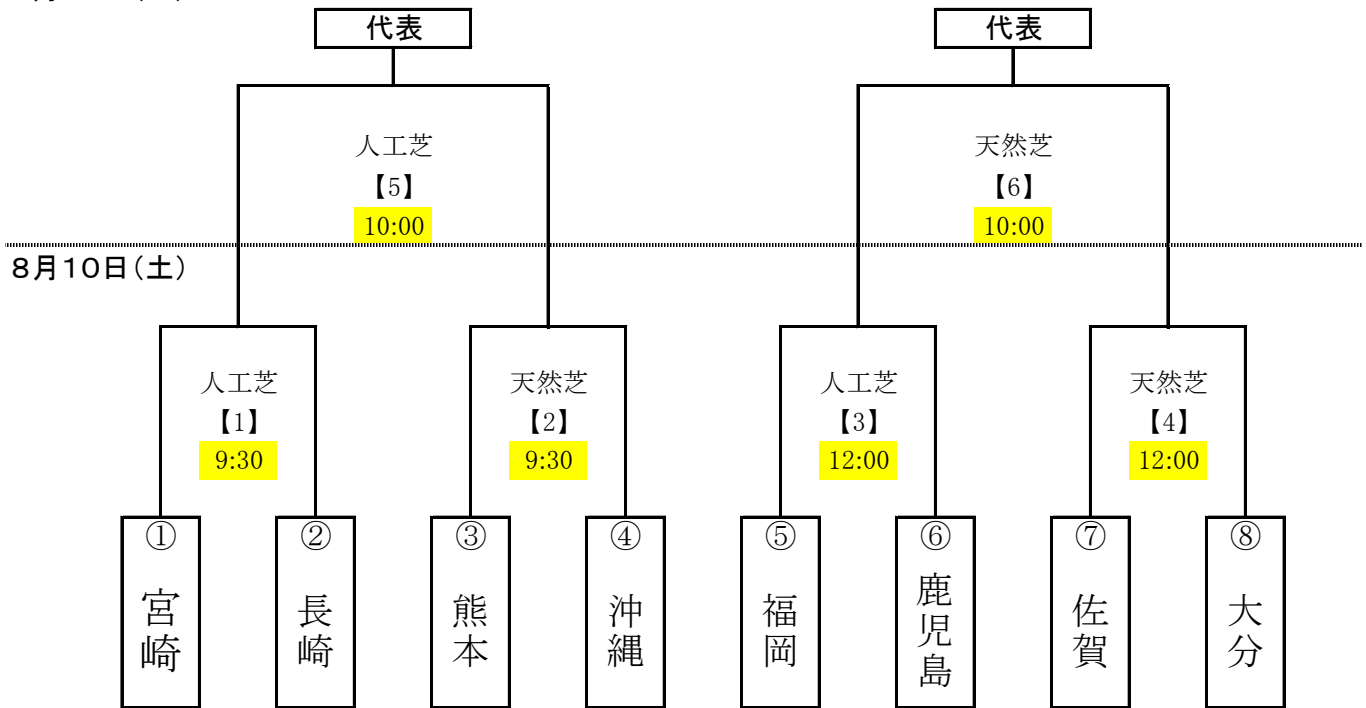 代表
代表
人工芝
【5】
10:00
天然芝
【6】
10:00
8月10日(土)
人工芝
【1】
9:30
天然芝
【2】
9:30
人工芝
【3】
12:00
天然芝
【4】
12:00
①
宮崎
②
長崎
③
熊本
④
沖縄
⑤
福岡
⑥
鹿児島
⑦
佐賀
⑧
大分